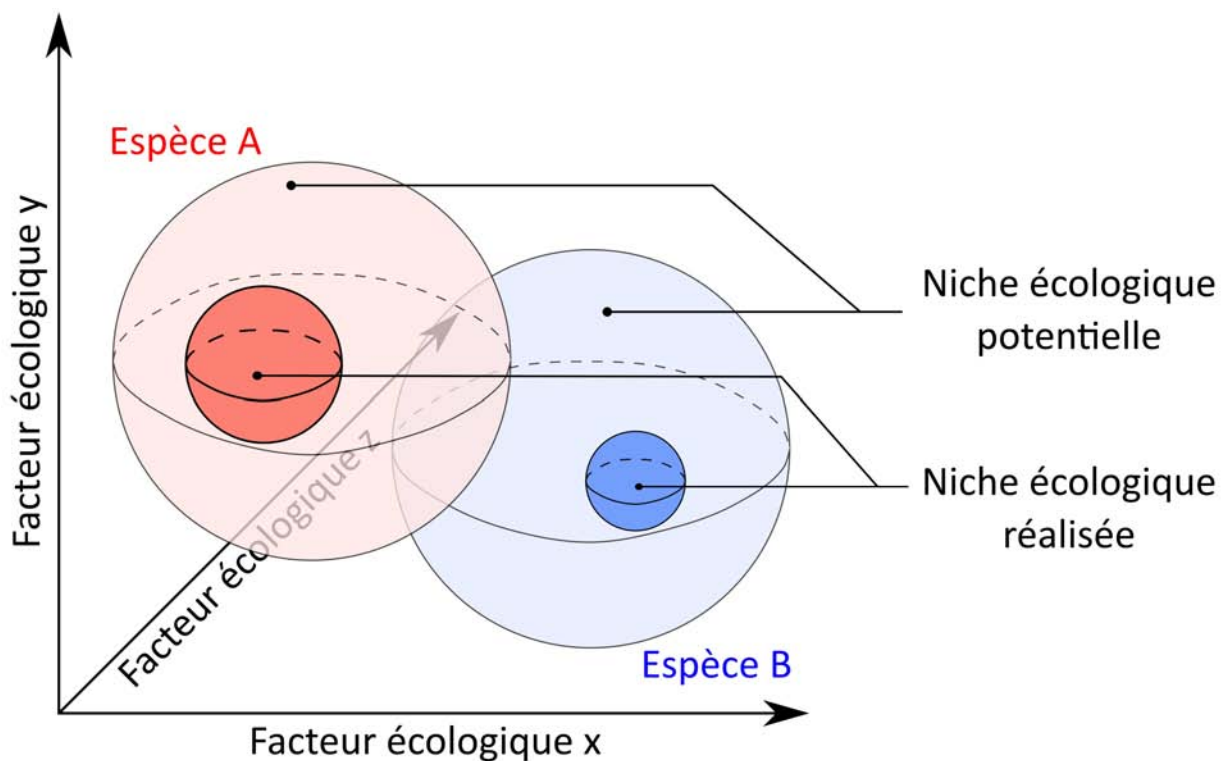 Espèce A
Facteur écologique y
Niche écologique
potentielle
Facteur écologique z
Niche écologique
réalisée
Espèce B
Facteur écologique x